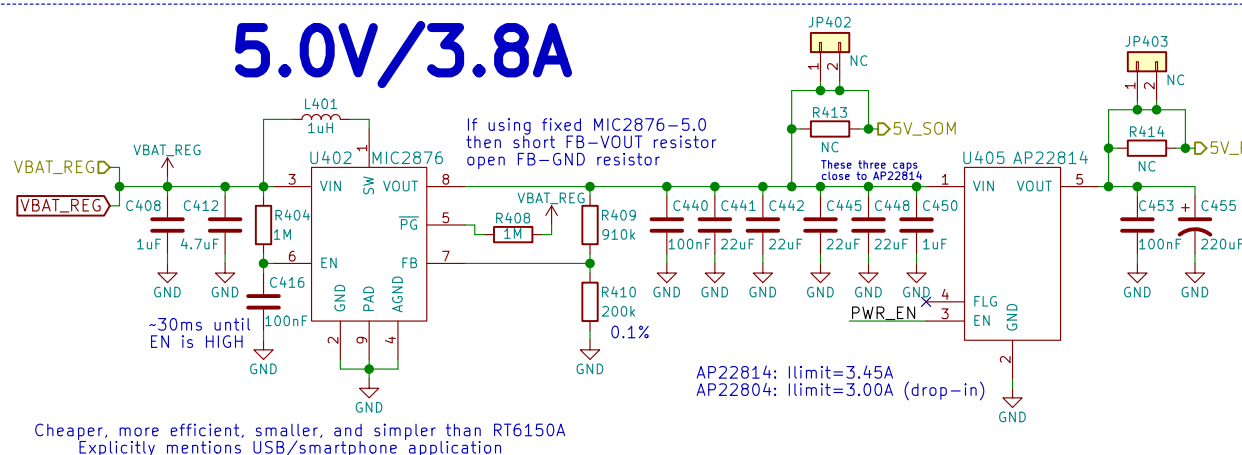 5.0V/3.8A
JP402
1
2
NC
JP403
1
2
NC
L401
1uH
If using fixed MIC2876-5.0
then short FB-VOUT resistor
open FB-GND resistor
R413
NC
5V_SOM
R414
NC
VBAT_REG
VBAT_REG
VBAT_REG
U402
MIC2876
1
SW
3
VIN
VOUT
8
5
PG
FB
7
6
EN
GND
PAD
AGND
2
9
4
GND
C408
1uF
GND
C412
4.7uF
GND
R404
1M
C416
100nF
GND
~30ms until
EN is HIGH
VBAT_REG
R408
1M
R409
910k
R410
200k
0.1%
GND
These three caps
close to AP22814
C440
100nF
GND
C441
22uF
GND
C442
22uF
GND
C445
22uF
GND
C448
22uF
GND
C450
1uF
GND
U405 AP22814
1
VIN
VOUT
5
4
FLG
3
EN
GND
2
GND
PWR_EN
C453
100nF
GND
C455
+
220uF
GND
AP22814: Ilimit=3.45A
AP22804: Ilimit=3.00A (drop-in)
Cheaper, more efficient, smaller, and simpler than RT6150A
Explicitly mentions USB/smartphone application